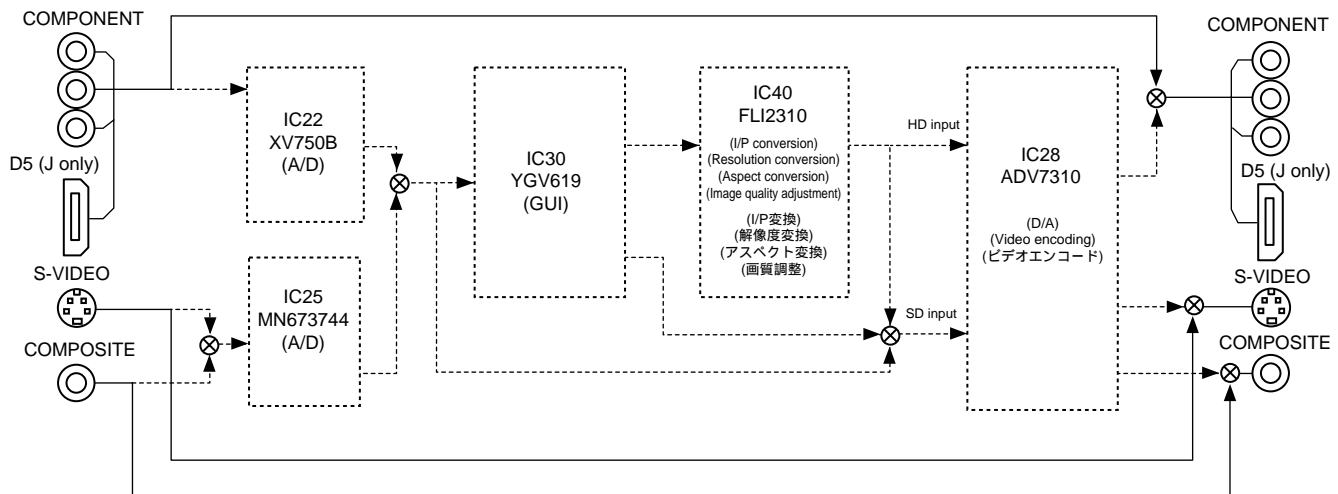 COMPONENT
D5 (J only)
S-VIDEO
COMPOSITE
IC22
XV750B
(A/D)
IC25
MN673744
(A/D)
IC30
YGV619
(GUI)
IC40
FLI2310
(I/P conversion)
(Resolution conversion)
(Aspect conversion)
(Image quality adjustment)
(I/P変換)
(解像度変換)
(アスペクト変換)
(画質調整)
HD input
SD input
IC28
ADV7310
(D/A)
(Video encoding)
(ビデオエンコード)
COMPONENT
D5 (J only)
S-VIDEO
COMPOSITE